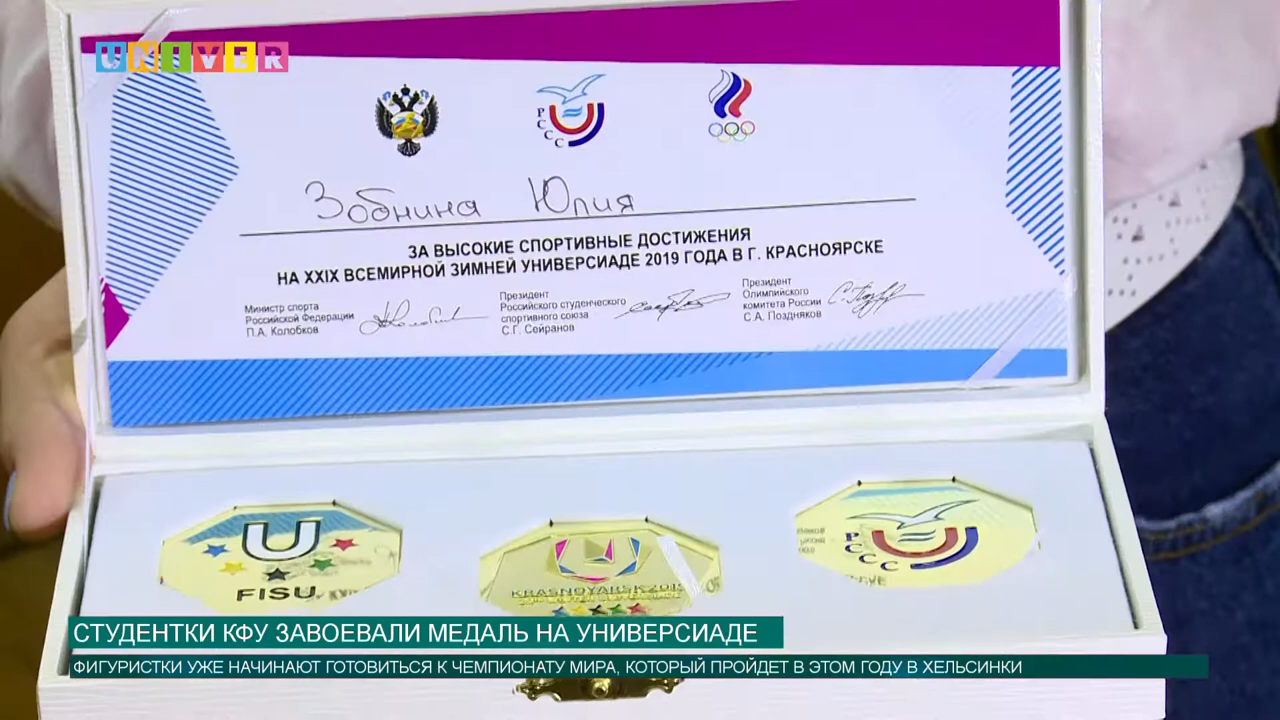 UNIVER
РССС
Зобнина Юлия
ЗА ВЫСОКИЕ СПОРТИВНЫЕ ДОСТИЖЕНИЯ
НА XXIX ВСЕМИРНОЙ ЗИМНЕЙ УНИВЕРСИАДЕ 2019 ГОДА В Г. КРАСНОЯРСКЕ
Министр спорта
Российской Федерации
П.А. Колобков
Президент
Российского студенческого
спортивного союза
С.Г. Сейранов
Президент
Олимпийского
комитета России
С.А. Поздняков
U
FISU
KRASNOYARSK2019
РССС
СТУДЕНТКИ КФУ ЗАВОЕВАЛИ МЕДАЛЬ НА УНИВЕРСИАДЕ
ФИГУРИСТКИ УЖЕ НАЧИНАЮТ ГОТОВИТЬСЯ К ЧЕМПИОНАТУ МИРА, КОТОРЫЙ ПРОЙДЕТ В ЭТОМ ГОДУ В ХЕЛЬСИНКИ